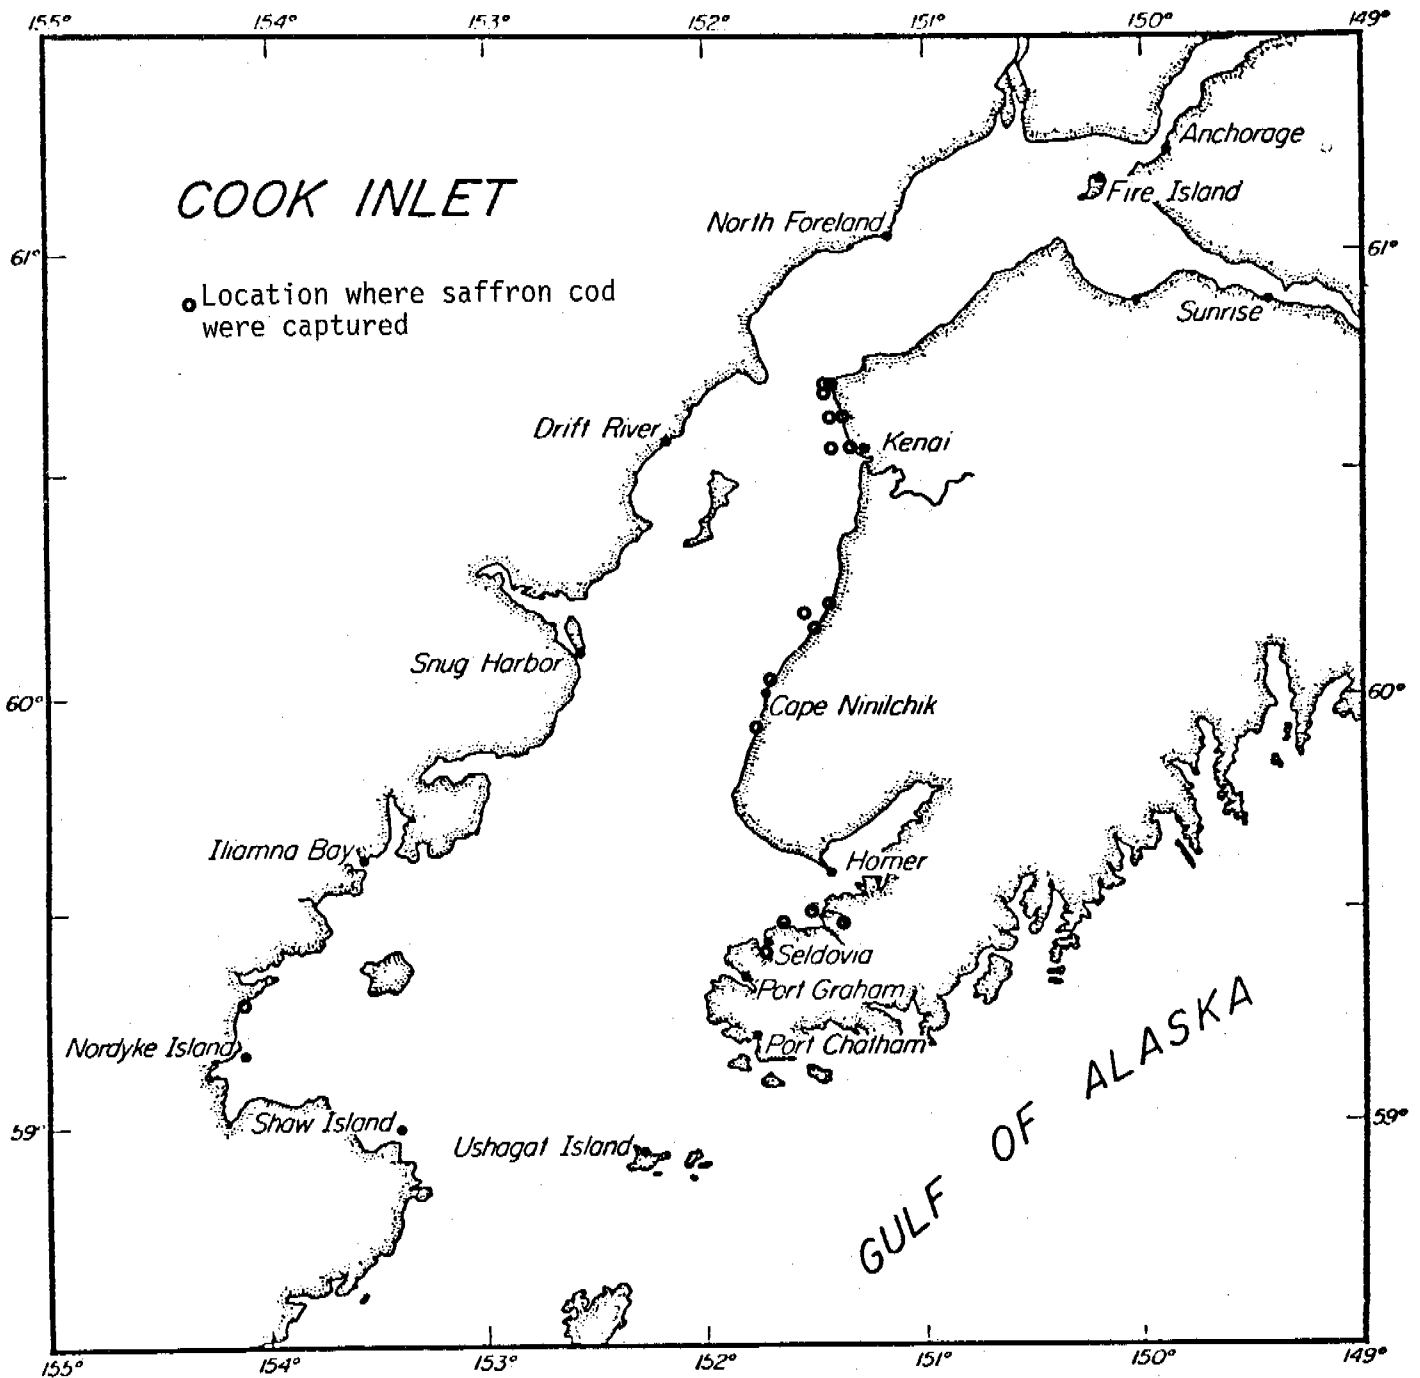 155° 154° 153° 152° 151° 150° 149°
Anchorage
COOK INLET
Fire Island
North Foreland
61° 61°
Location where saffron cod
were captured
Sunrise
Drift River
Kenai
Snug Harbor
60° 60°
Cape Ninilchik
Iliamna Bay
Homer
Seldovia
Port Graham
Nordyke Island
Port Chatham
Shaw Island
59° 59°
Ushagat Island
GULF OF ALASKA
155° 154° 153° 152° 151° 150° 149°